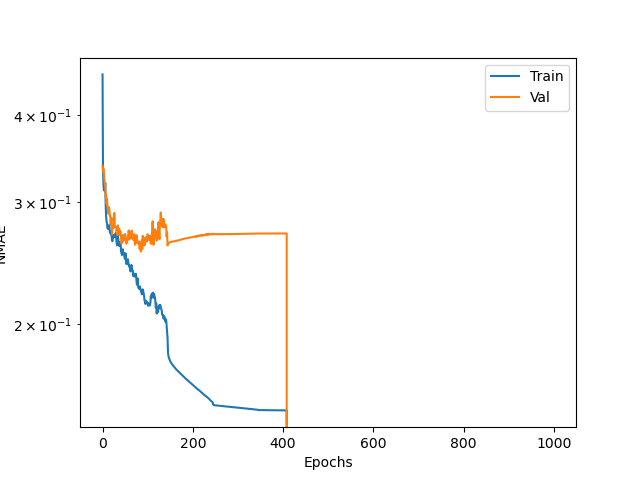 Train
Val
4 × 10⁻¹
3 × 10⁻¹
2 × 10⁻¹
NMAE
0 200 400 600 800 1000
Epochs